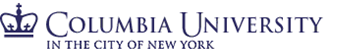 COLUMBIA UNIVERSITY
IN THE CITY OF NEW YORK